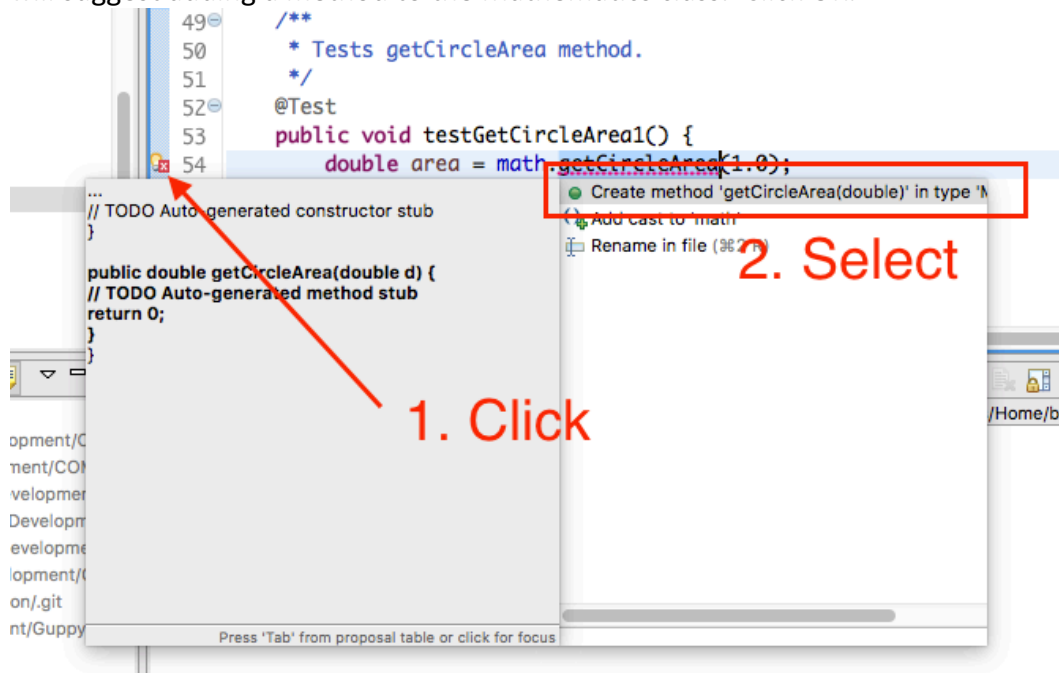 49 /**
50 * Tests getCircleArea method.
51 */
52 @Test
53 public void testGetCircleArea1() {
54 double area = math.getCircleArea(1.0);
...
// TODO Auto-generated constructor stub
}
public double getCircleArea(double d) {
// TODO Auto-generated method stub
return 0;
}
}
Press 'Tab' from proposal table or click for focus
Create method 'getCircleArea(double)' in type
Add cast to 'math'
Rename in file (⌘2 R)
2. Select
1. Click
/Home/b
opment/
ment/CO
velopmer
Developm
evelopme
lopment/
on/.git
nt/Guppy